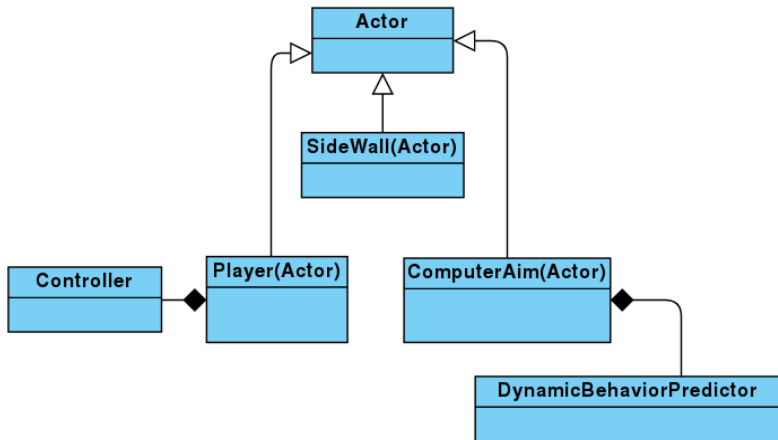 Actor
SideWall(Actor)
Controller
Player(Actor)
ComputerAim(Actor)
DynamicBehaviorPredictor